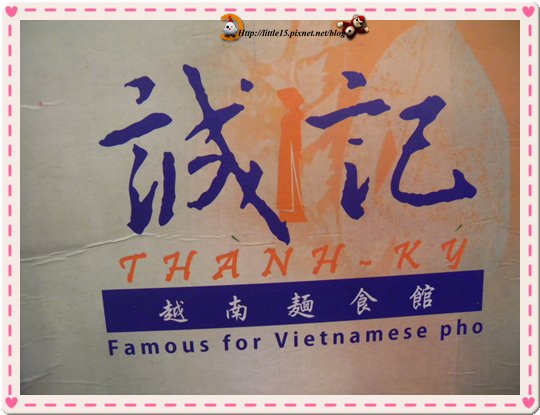 Http://little15.pixnet.net/blog
誠記
THANH-KY
越南麵食館
Famous for Vietnamese pho